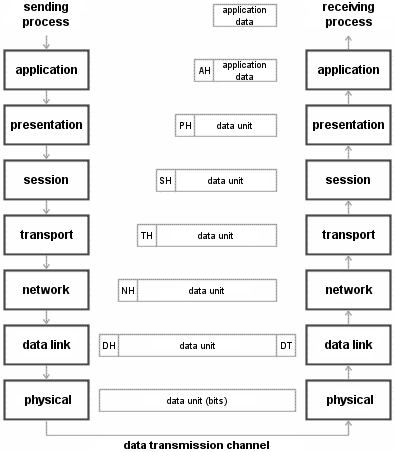 sending
process
application
data
receiving
process
application
AH
application
data
application
presentation
PH
data unit
presentation
session
SH
data unit
session
transport
TH
data unit
transport
network
NH
data unit
network
data link
DH
data unit
DT
data link
physical
data unit (bits)
physical
data transmission channel